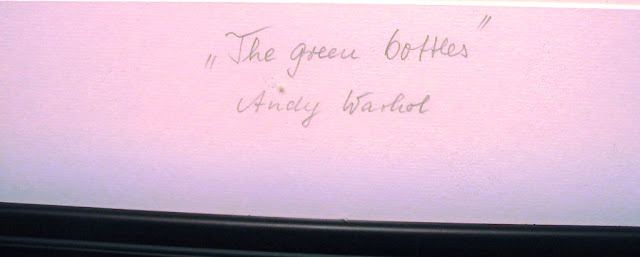 „The green bottles"
Andy Warhol